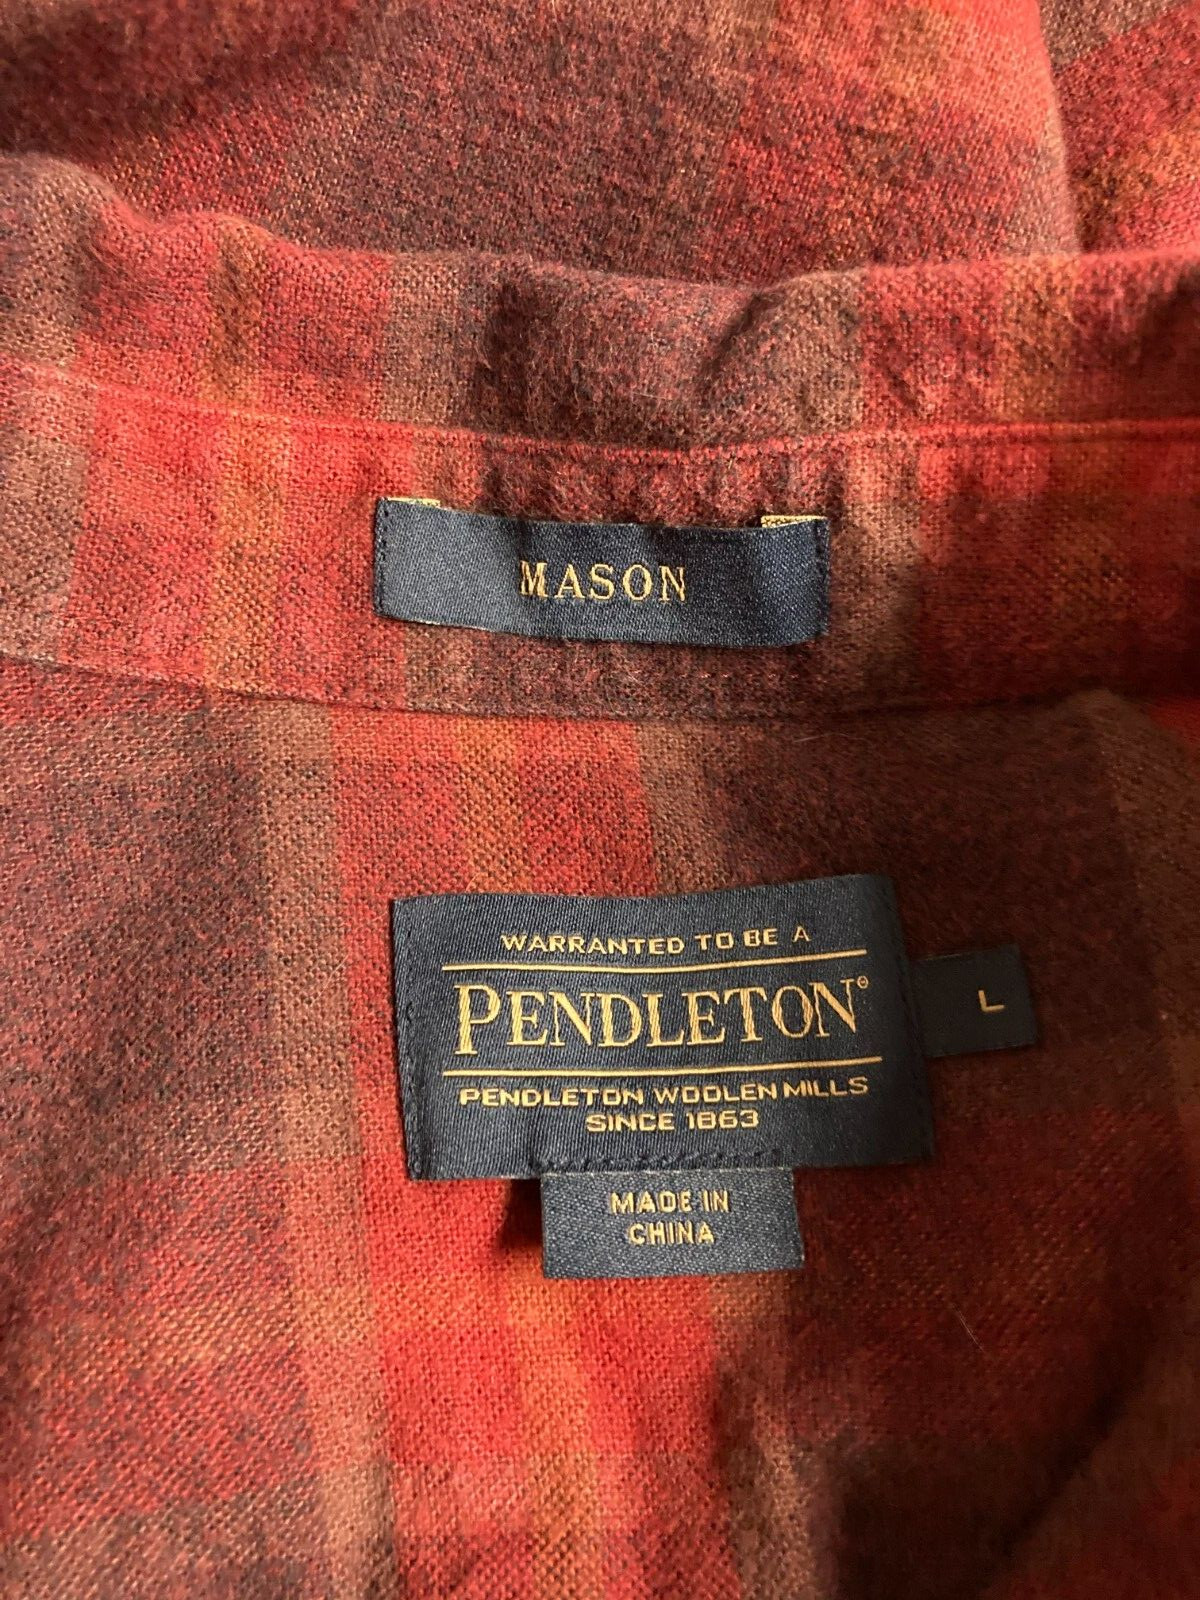 MASON
WARRANTED TO BE A
PENDLETON®
L
PENDLETON WOOLEN MILLS
SINCE 1863
MADE IN
CHINA